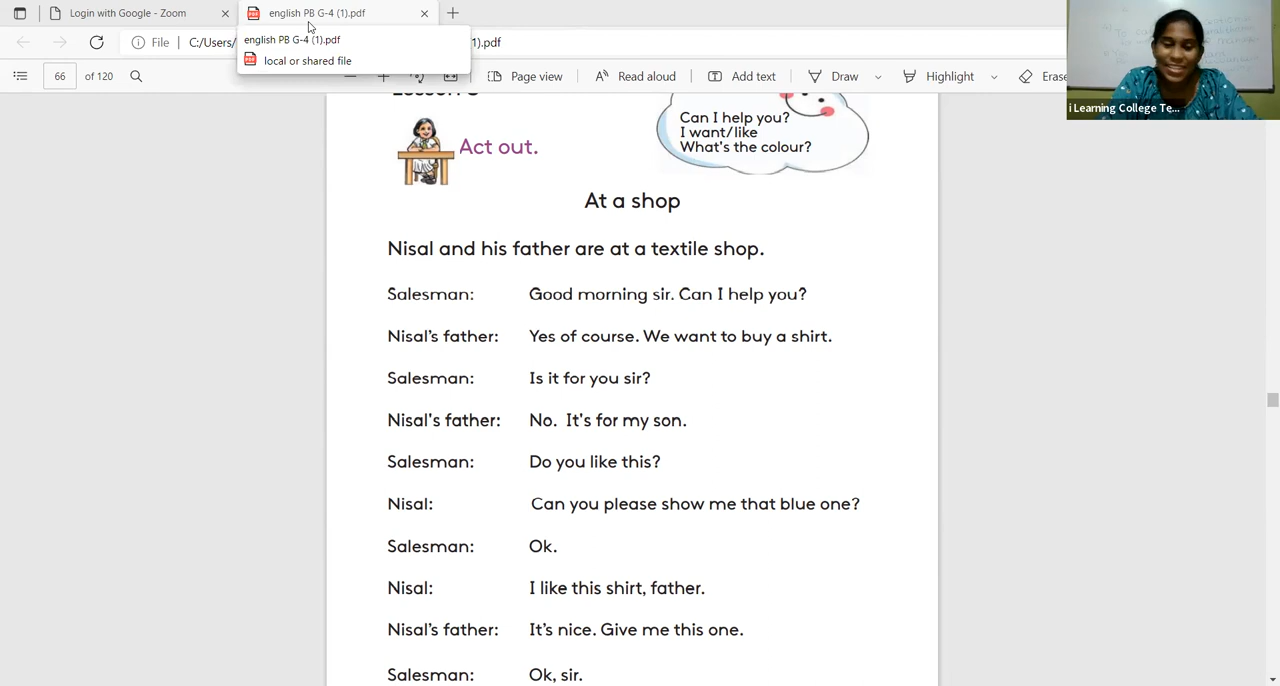 Login with Google - Zoom
english PB G-4 (1).pdf
File
C:/Users/
1).pdf
english PB G-4 (1).pdf
local or shared file
66
of 120
Page view
Read aloud
Add text
Draw
Highlight
Erase
i Learning College Te...
Can I help you?
I want/like
What's the colour?
Act out.
At a shop
Nisal and his father are at a textile shop.
Salesman: Good morning sir. Can I help you?
Nisal's father: Yes of course. We want to buy a shirt.
Salesman: Is it for you sir?
Nisal's father: No. It's for my son.
Salesman: Do you like this?
Nisal: Can you please show me that blue one?
Salesman: Ok.
Nisal: I like this shirt, father.
Nisal's father: It's nice. Give me this one.
Salesman: Ok, sir.